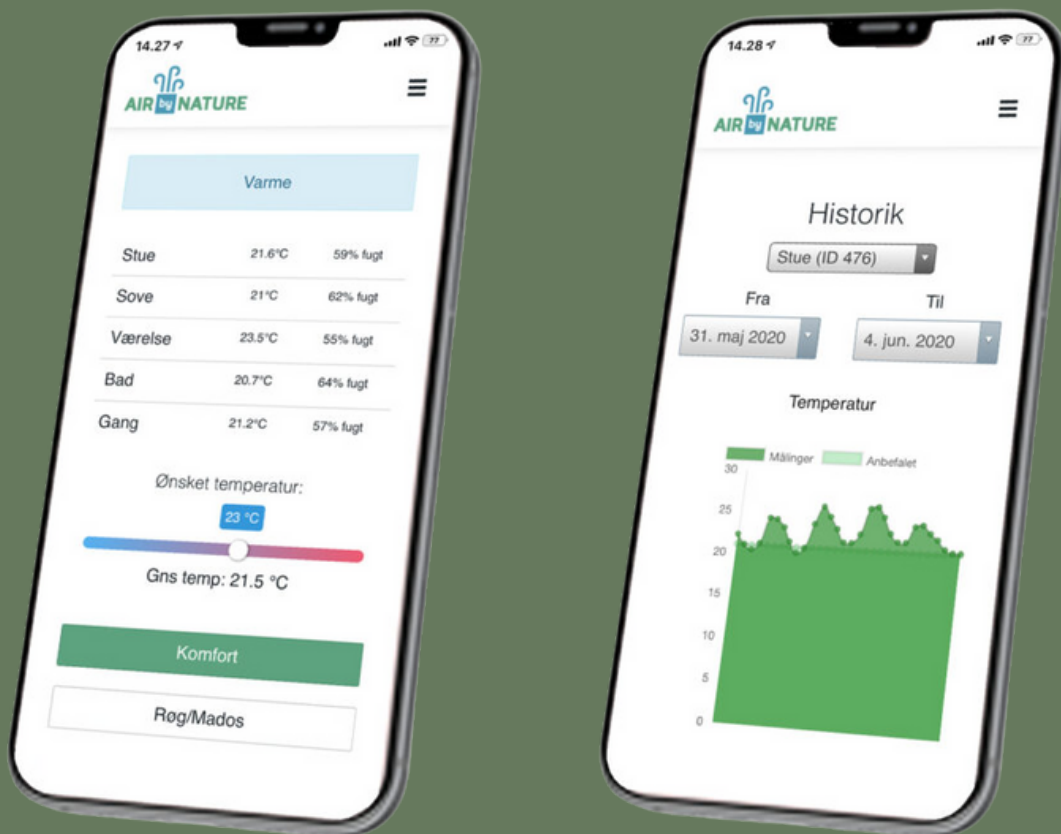 14.27
77
AIR by NATURE
Varme
Stue 21.6°C 59% fugt
Sove 21°C 62% fugt
Værelse 23.5°C 55% fugt
Bad 20.7°C 64% fugt
Gang 21.2°C 57% fugt
Ønsket temperatur:
23 °C
Gns temp: 21.5 °C
Komfort
Røg/Mados
14.28
77
AIR by NATURE
Historik
Stue (ID 476)
Fra Til
31. maj 2020 4. jun. 2020
Temperatur
Målinger Anbefalet
30
25
20
15
10
5
0